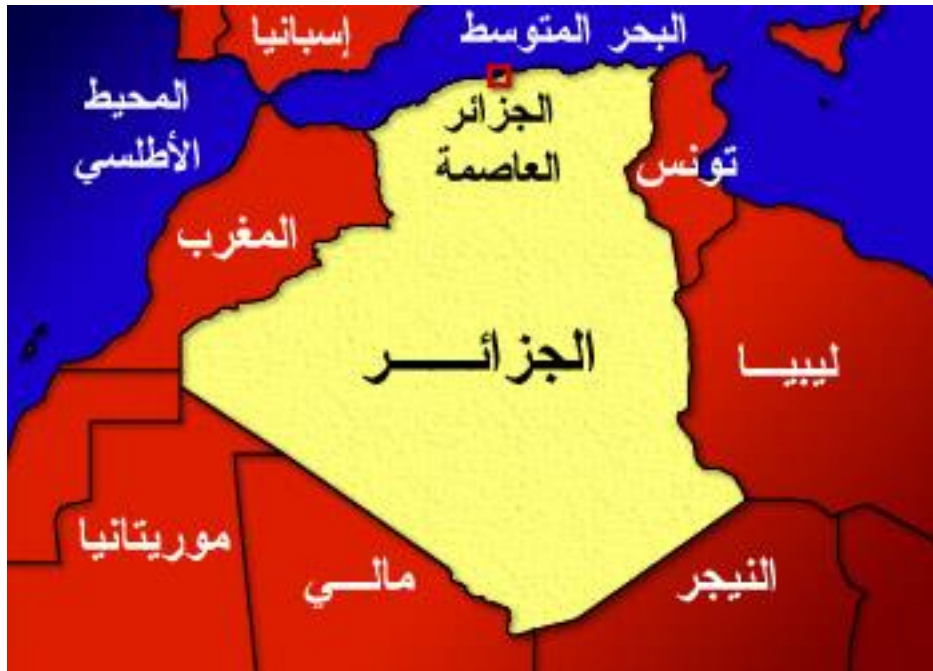 إسبانيا
البحر المتوسط
المحيط
الأطلسي
الجزائر
العاصمة
تونس
المغرب
الجزائـــــر
ليبيـــا
موريتانيا
مالـــي
النيجر